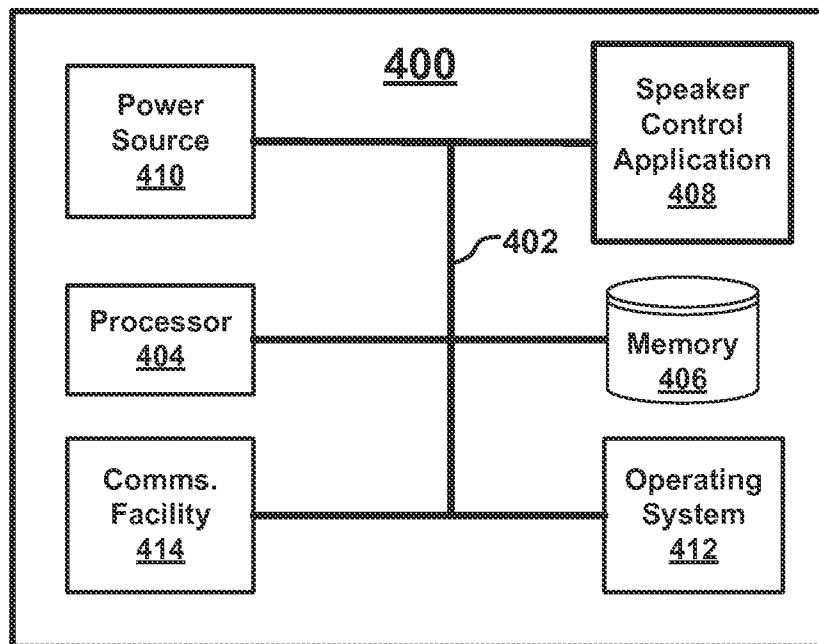 400
Power
Source
410
Speaker
Control
Application
408
402
Processor
404
Memory
406
Comms.
Facility
414
Operating
System
412